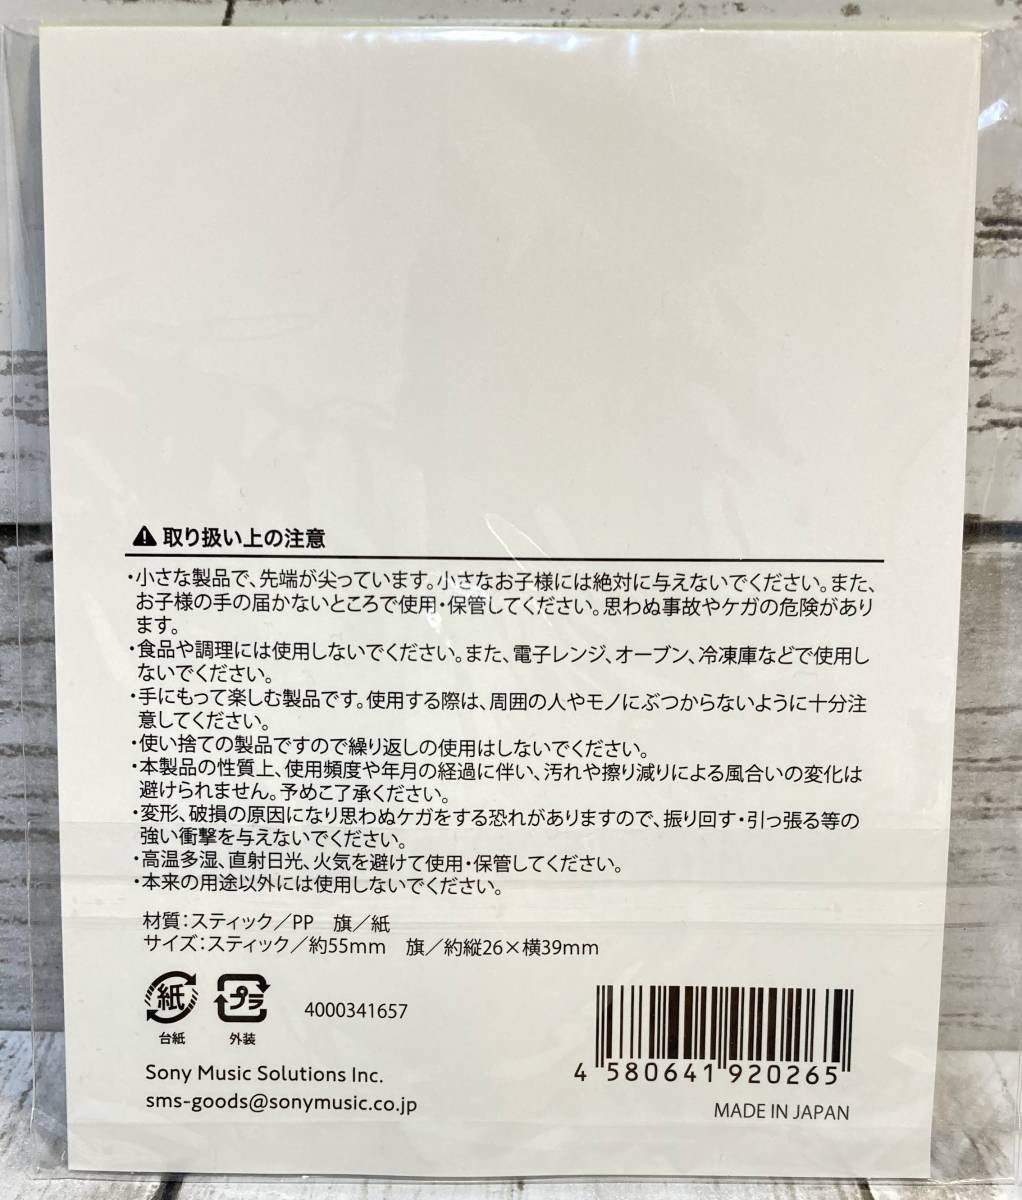 取り扱い上の注意
・小さな製品で、先端が尖っています。小さなお子様には絶対に与えないでください。また、
お子様の手の届かないところで使用・保管してください。思わぬ事故やケガの危険があり
ます。
・食品や調理には使用しないでください。また、電子レンジ、オーブン、冷凍庫などで使用し
ないでください。
・手にもって楽しむ製品です。使用する際は、周囲の人やモノにぶつからないように十分注
意してください。
・使い捨ての製品ですので繰り返しの使用はしないでください。
・本製品の性質上、使用頻度や年月の経過に伴い、汚れや擦り減りによる風合いの変化は
避けられません。予めご了承ください。
・変形、破損の原因になり思わぬケガをする恐れがありますので、振り回す・引っ張る等の
強い衝撃を与えないでください。
・高温多湿、直射日光、火気を避けて使用・保管してください。
・本来の用途以外には使用しないでください。
材質：スティック／PP　旗／紙
サイズ：スティック／約55mm　旗／約縦26×横39mm
紙 プラ
台紙 外装
4000341657
Sony Music Solutions Inc.
sms-goods@sonymusic.co.jp
4 580641 920265
MADE IN JAPAN